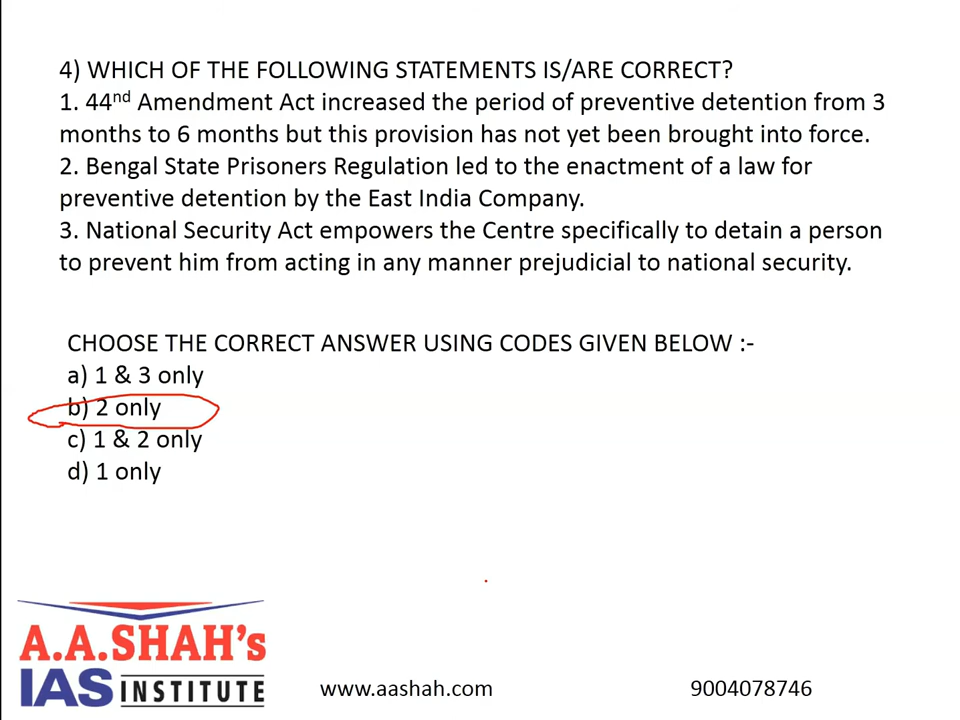 4) WHICH OF THE FOLLOWING STATEMENTS IS/ARE CORRECT?
1. 44nd Amendment Act increased the period of preventive detention from 3
months to 6 months but this provision has not yet been brought into force.
2. Bengal State Prisoners Regulation led to the enactment of a law for
preventive detention by the East India Company.
3. National Security Act empowers the Centre specifically to detain a person
to prevent him from acting in any manner prejudicial to national security.
CHOOSE THE CORRECT ANSWER USING CODES GIVEN BELOW :-
a) 1 & 3 only
b) 2 only
c) 1 & 2 only
d) 1 only
A.A.SHAH's
IAS INSTITUTE
www.aashah.com
9004078746